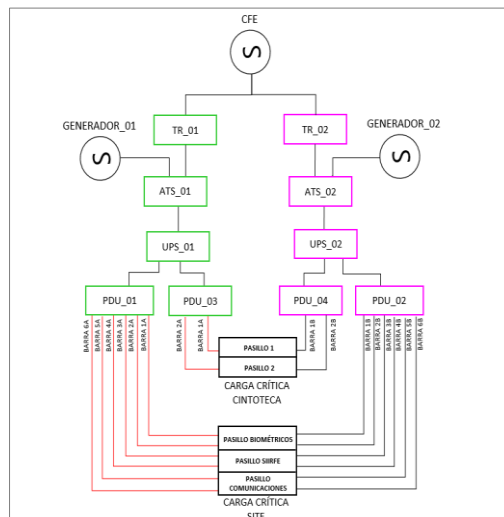 CFE
GENERADOR_01
TR_01
TR_02
GENERADOR_02
ATS_01
ATS_02
UPS_01
UPS_02
PDU_01
PDU_03
PDU_04
PDU_02
BARRA 6A
BARRA 5A
BARRA 4A
BARRA 3A
BARRA 2A
BARRA 1A
BARRA 2A
BARRA 1A
BARRA 1B
BARRA 2B
BARRA 1B
BARRA 2B
BARRA 3B
BARRA 4B
BARRA 5B
BARRA 6B
PASILLO 1
PASILLO 2
CARGA CRÍTICA
CINTOTECA
PASILLO BIOMÉTRICOS
PASILLO SIIRFE
PASILLO
COMUNICACIONES
CARGA CRÍTICA
SITE